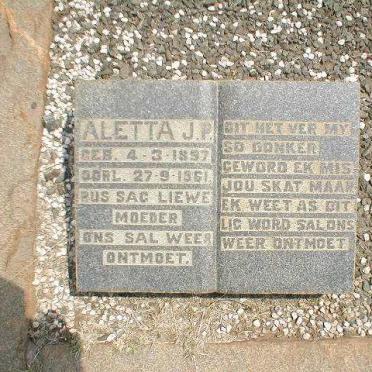 ALETTA J.P.
GEB. 4-3-1897
OORL. 27-9-1961
RUS SAG LIEWE
MOEDER
ONS SAL WEER
ONTMOET.
DIT HET VER MY
SO DONKER
GEWORD EK MIS
JOU SKAT MAAR
EK WEET AS DIT
LIG WORD SAL ONS
WEER ONTMOET